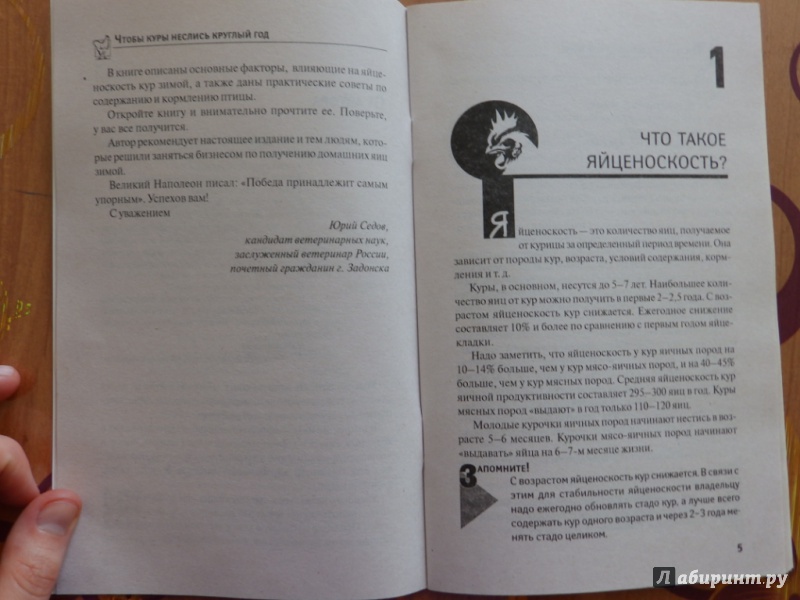 Чтобы куры неслись круглый год
В книге описаны основные факторы, влияющие на яйце-
носкость кур зимой, а также даны практические советы по
содержанию и кормлению птицы.
Откройте книгу и внимательно прочтите ее. Поверьте,
у вас все получится.
Автор рекомендует настоящее издание и тем людям, кото-
рые решили заняться бизнесом по получению домашних яиц
зимой.
Великий Наполеон писал: «Победа принадлежит самым
упорным». Успехов вам!
С уважением
Юрий Седов,
кандидат ветеринарных наук,
заслуженный ветеринар России,
почетный гражданин г. Задонска
1
ЧТО ТАКОЕ
ЯЙЦЕНОСКОСТЬ?
Яйценоскость — это количество яиц, получаемое
от курицы за определенный период времени. Она
зависит от породы кур, возраста, условий содержания, корм-
ления и т. д.
Куры, в основном, несутся до 5–7 лет. Наибольшее коли-
чество яиц от кур можно получить в первые 2–2,5 года. С воз-
растом яйценоскость кур снижается. Ежегодное снижение
составляет 10% и более по сравнению с первым годом яйце-
кладки.
Надо заметить, что яйценоскость у кур яичных пород на
10–14% больше, чем у кур мясо-яичных пород, и на 40–45%
больше, чем у кур мясных пород. Средняя яйценоскость кур
яичной продуктивности составляет 295–300 яиц в год. Куры
мясных пород «выдают» в год только 110–120 яиц.
Молодые курочки яичных пород начинают нестись в воз-
расте 5–6 месяцев. Курочки мясо-яичных пород начинают
«выдавать» яйца на 6–7-м месяце жизни.
Запомните!
С возрастом яйценоскость кур снижается. В связи с
этим для стабильности яйценоскости владельцу
надо ежегодно обновлять стадо кур, а лучше всего
содержать кур одного возраста и через 2–3 года ме-
нять стадо целиком.
5
Лабиринт.ру